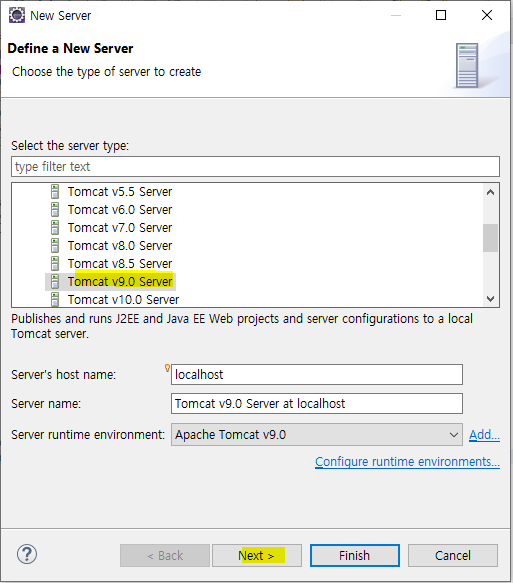 New Server
Define a New Server
Choose the type of server to create
Select the server type:
type filter text
Tomcat v5.5 Server
Tomcat v6.0 Server
Tomcat v7.0 Server
Tomcat v8.0 Server
Tomcat v8.5 Server
Tomcat v9.0 Server
Tomcat v10.0 Server
Publishes and runs J2EE and Java EE Web projects and server configurations to a local
Tomcat server.
Server's host name: localhost
Server name: Tomcat v9.0 Server at localhost
Server runtime environment: Apache Tomcat v9.0 Add...
Configure runtime environments...
? < Back Next > Finish Cancel